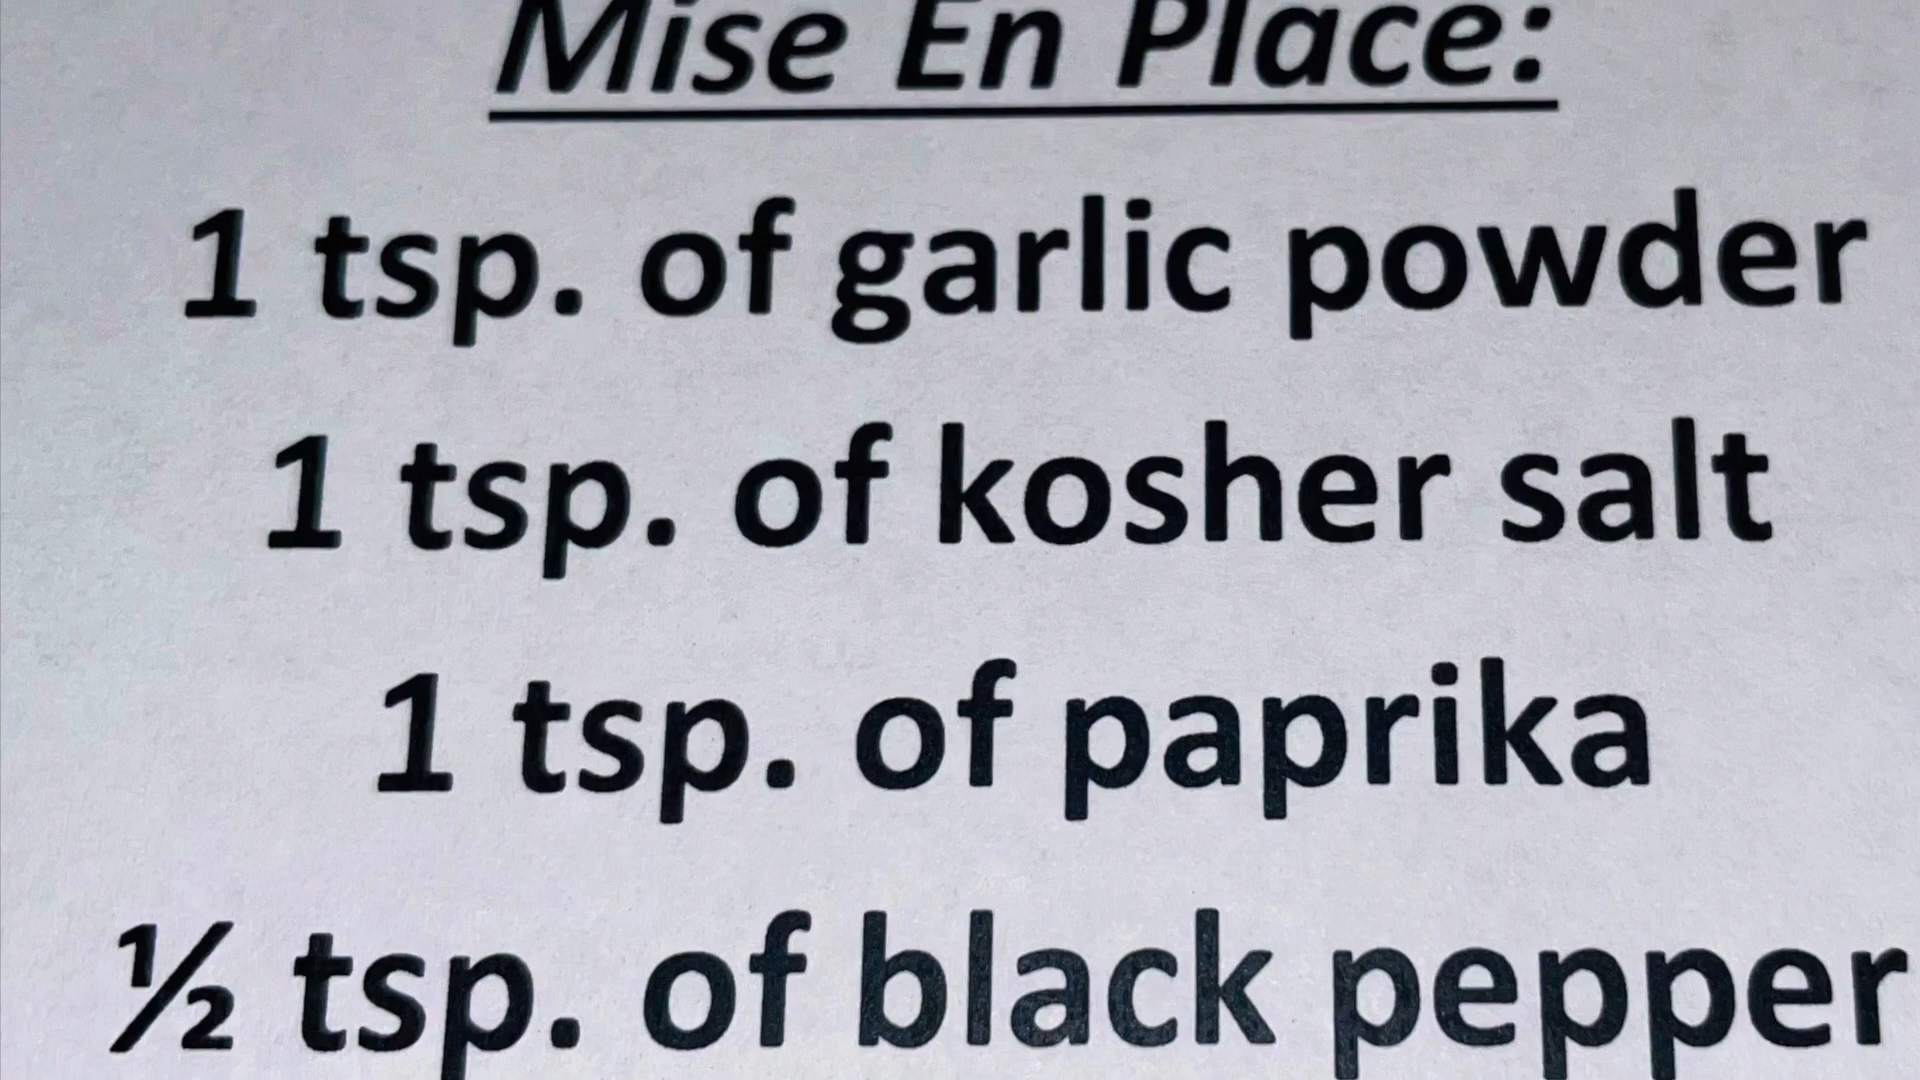 Mise En Place:
1 tsp. of garlic powder
1 tsp. of kosher salt
1 tsp. of paprika
½ tsp. of black pepper